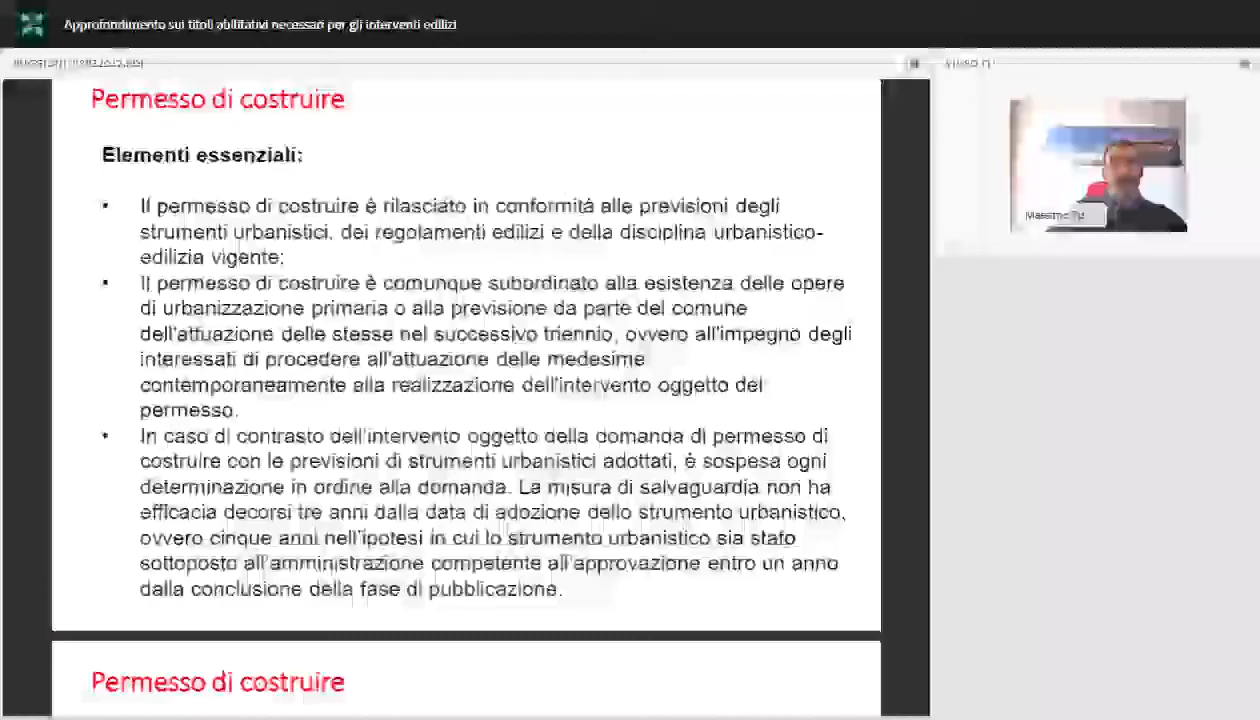 Approfondimento sui titoli abilitativi necessari per gli interventi edilizi
Permesso di costruire
Elementi essenziali:
• Il permesso di costruire è rilasciato in conformità alle previsioni degli
strumenti urbanistici, dei regolamenti edilizi e della disciplina urbanistico-
edilizia vigente;
• Il permesso di costruire è comunque subordinato alla esistenza delle opere
di urbanizzazione primaria o alla previsione da parte del comune
dell'attuazione delle stesse nel successivo triennio, ovvero all'impegno degli
interessati di procedere all'attuazione delle medesime
contemporaneamente alla realizzazione dell'intervento oggetto del
permesso.
• In caso di contrasto dell'intervento oggetto della domanda di permesso di
costruire con le previsioni di strumenti urbanistici adottati, è sospesa ogni
determinazione in ordine alla domanda. La misura di salvaguardia non ha
efficacia decorsi tre anni dalla data di adozione dello strumento urbanistico,
ovvero cinque anni nell'ipotesi in cui lo strumento urbanistico sia stato
sottoposto all'amministrazione competente all'approvazione entro un anno
dalla conclusione della fase di pubblicazione.
Permesso di costruire
Massimo